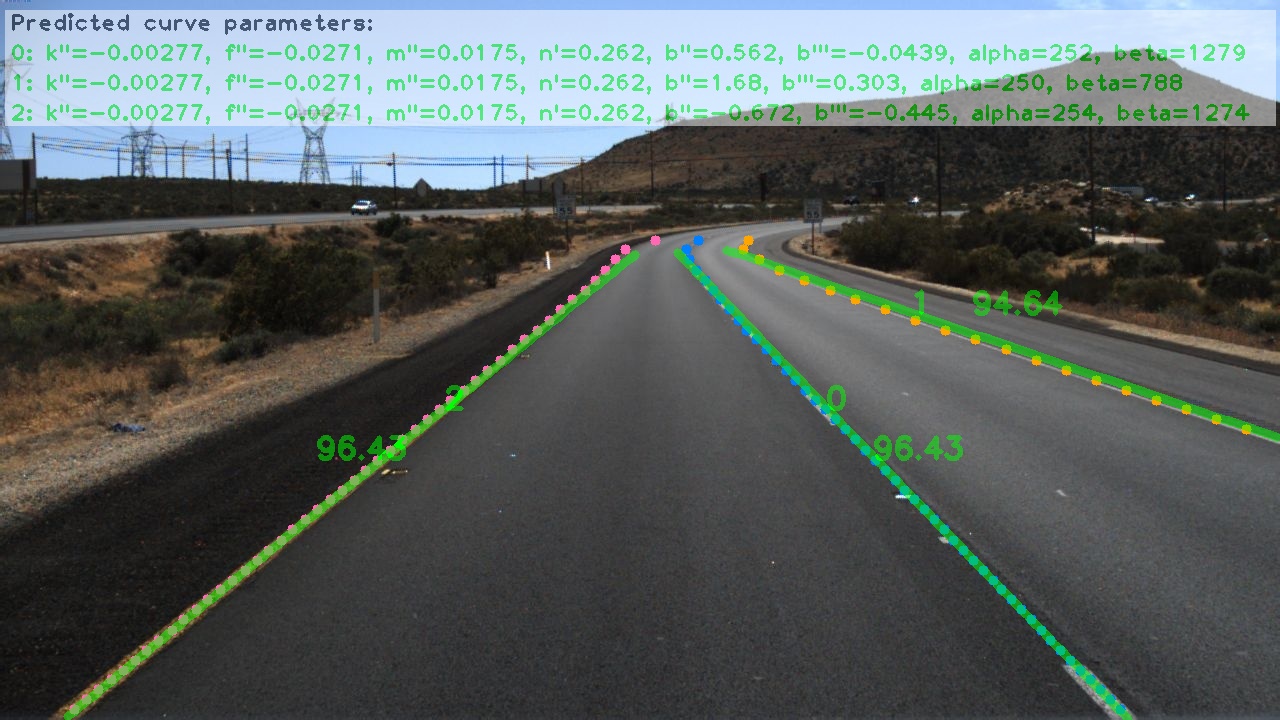 Predicted curve parameters:
0: k''=-0.00277, f''=-0.0271, m''=0.0175, n'=0.262, b''=0.562, b'''=-0.0439, alpha=252, beta=1279
1: k''=-0.00277, f''=-0.0271, m''=0.0175, n'=0.262, b''=1.68, b'''=0.303, alpha=250, beta=788
2: k''=-0.00277, f''=-0.0271, m''=0.0175, n'=0.262, b''=-0.672, b'''=-0.445, alpha=254, beta=1274
1 94.64
2
0
96.43
96.43